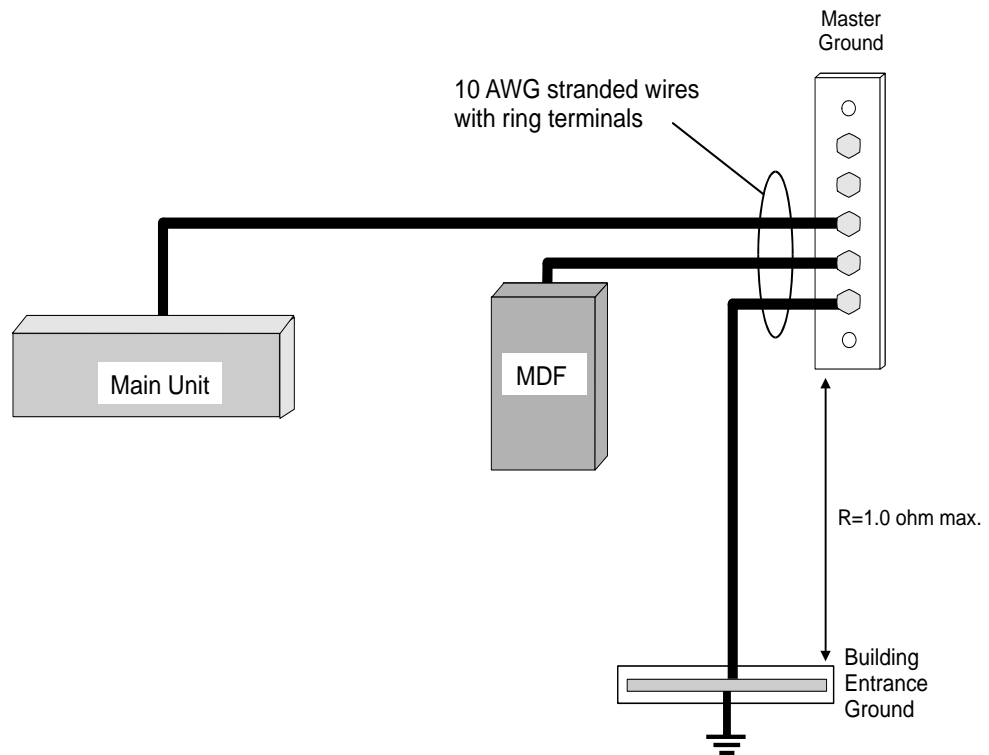 Master
Ground
10 AWG stranded wires
with ring terminals
Main Unit
MDF
R=1.0 ohm max.
Building
Entrance
Ground